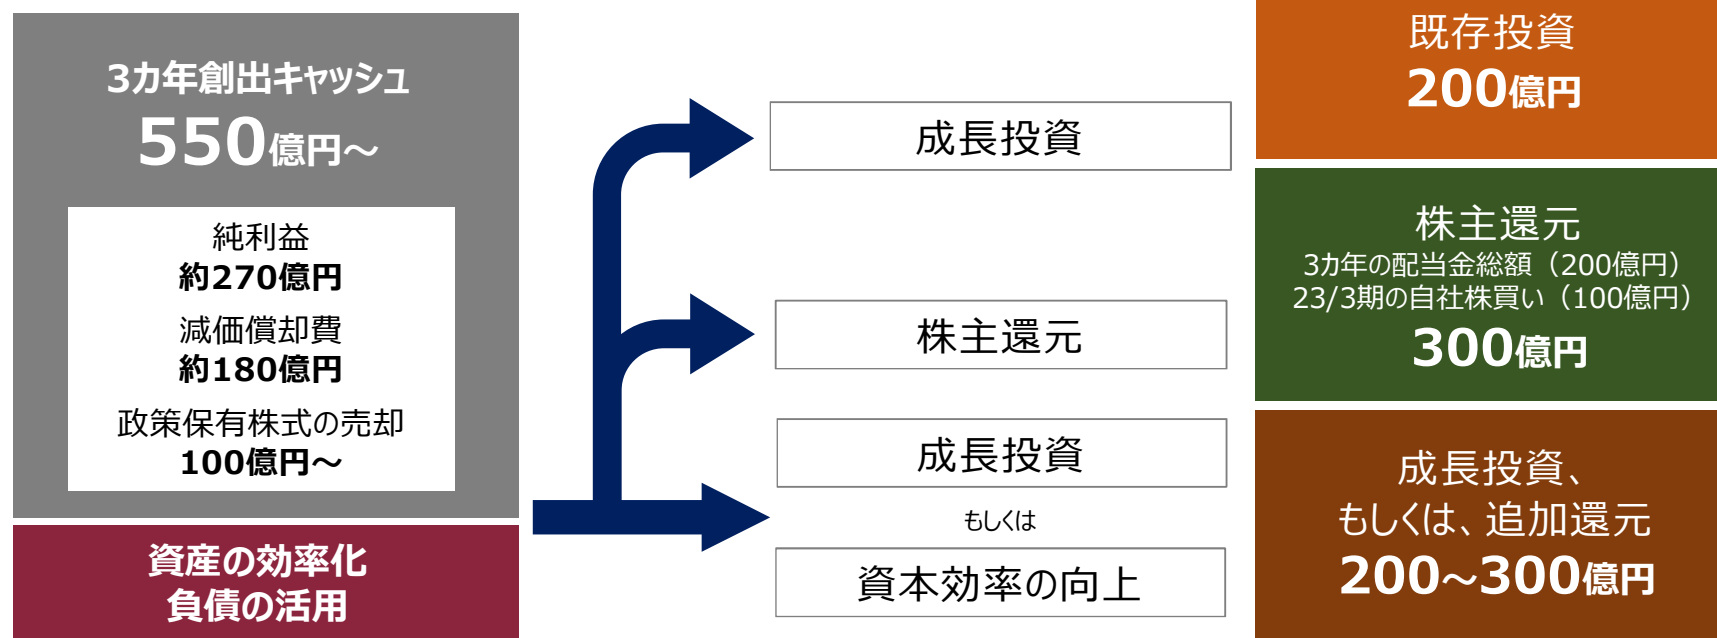 3カ年創出キャッシュ
550億円～
純利益
約270億円
減価償却費
約180億円
政策保有株式の売却
100億円～
資産の効率化
負債の活用
成長投資
株主還元
成長投資
もしくは
資本効率の向上
既存投資
200億円
株主還元
3カ年の配当金総額（200億円）
23/3期の自社株買い（100億円）
300億円
成長投資、
もしくは、追加還元
200～300億円